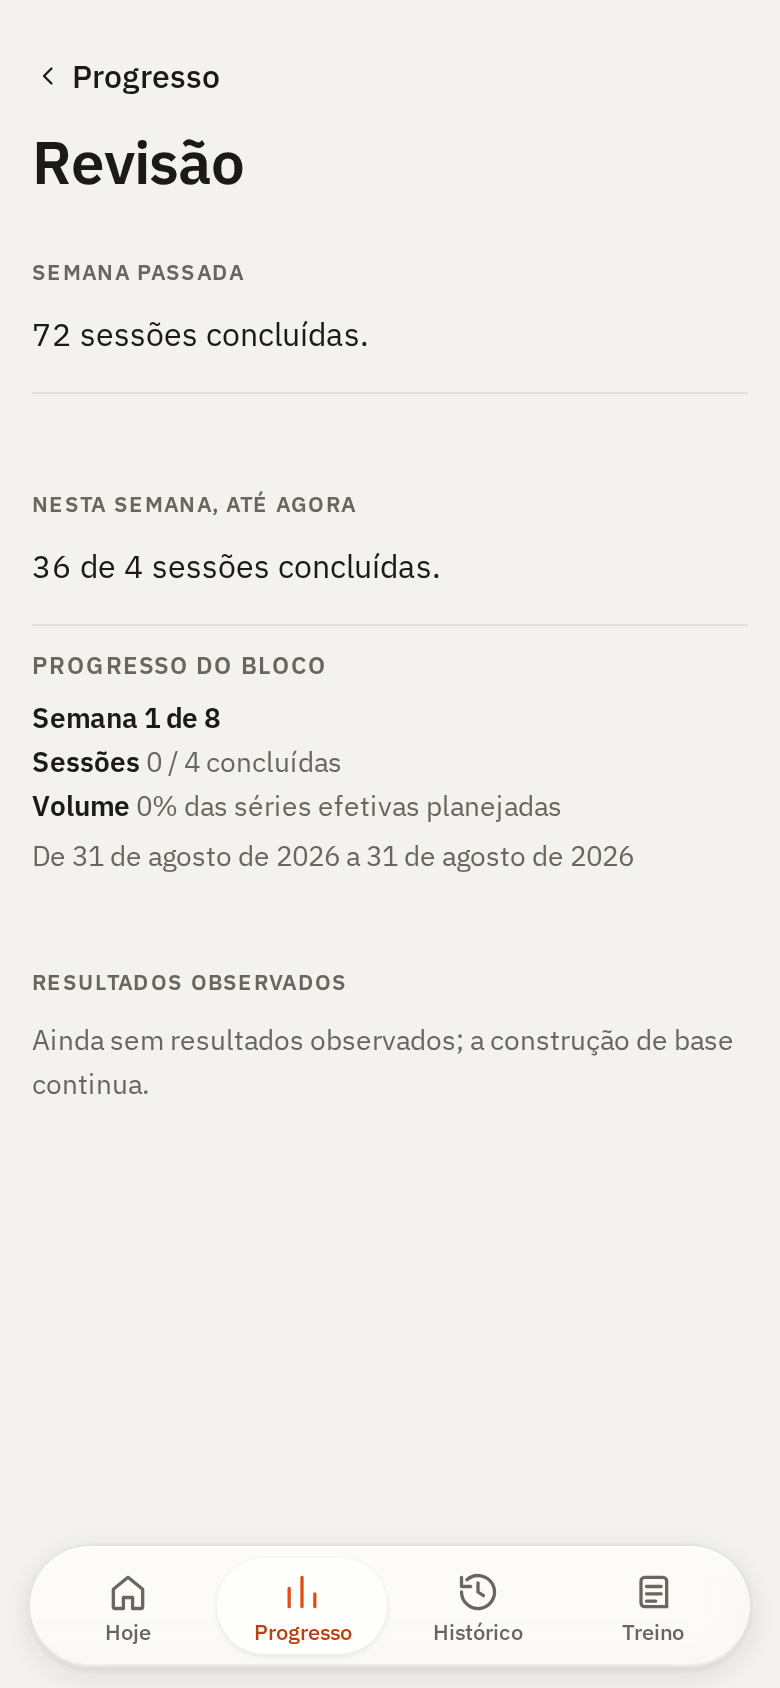 Progresso
Revisão
SEMANA PASSADA
72 sessões concluídas.
NESTA SEMANA, ATÉ AGORA
36 de 4 sessões concluídas.
PROGRESSO DO BLOCO
Semana 1 de 8
Sessões 0 / 4 concluídas
Volume 0% das séries efetivas planejadas
De 31 de agosto de 2026 a 31 de agosto de 2026
RESULTADOS OBSERVADOS
Ainda sem resultados observados; a construção de base
continua.
Hoje
Progresso
Histórico
Treino